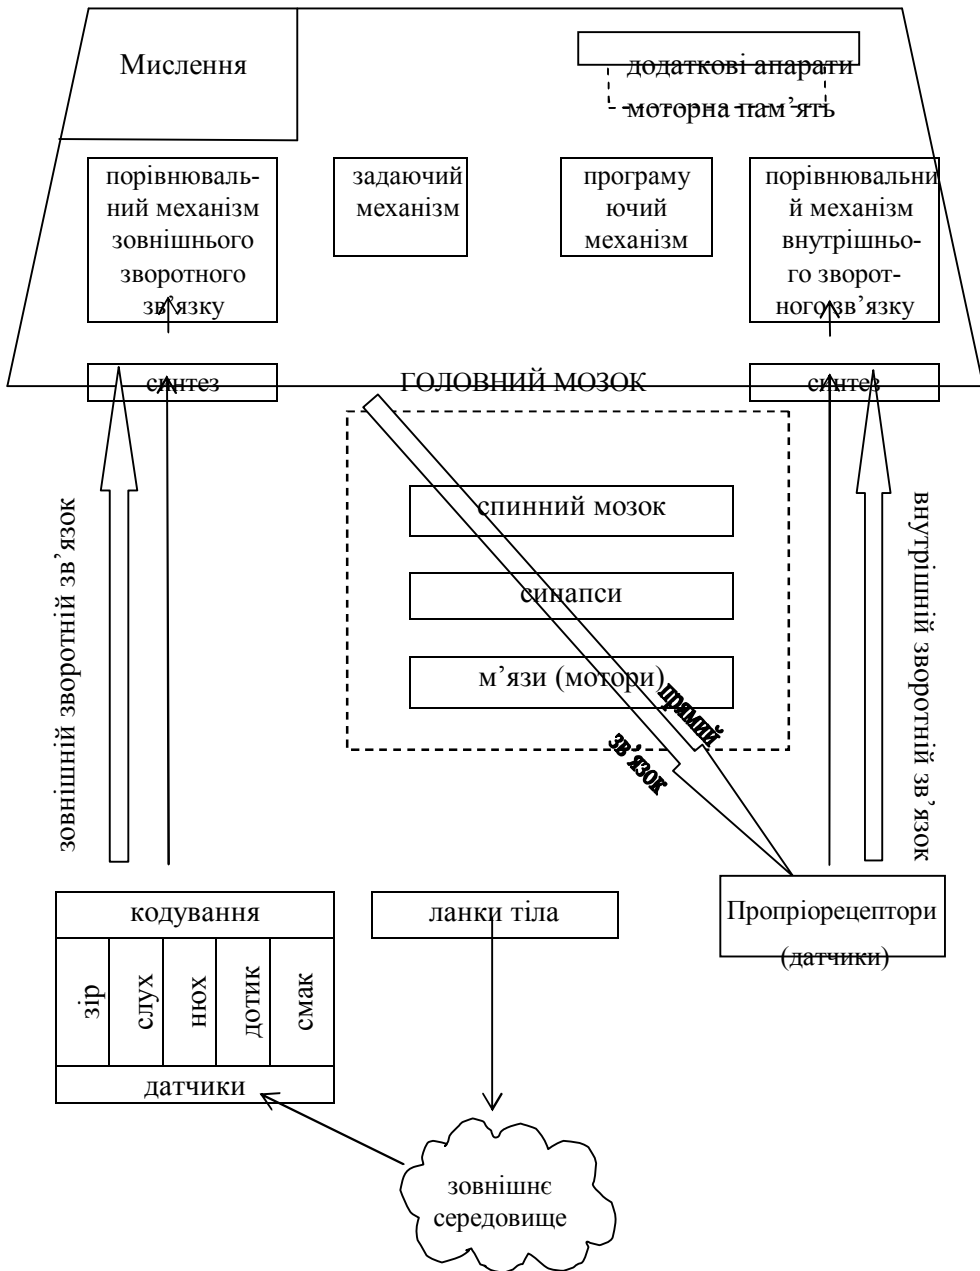 Мислення
додаткові апарати
моторна пам’ять
порівнюваль-
ний механізм
зовнішнього
зворотного
зв’язку
задаючий
механізм
програму
ючий
механізм
порівнювальни
й механізм
внутрішньо-
го зворот-
ного зв’язку
синтез
ГОЛОВНИЙ МОЗОК
синтез
зовнішній зворотній зв’язок
спинний мозок
синапси
м’язи (мотори)
прямий
зв’язок
внутрішній зворотній зв’язок
кодування
зір
слух
нюх
дотик
смак
датчики
ланки тіла
Пропріорецептори
(датчики)
зовнішнє
середовище